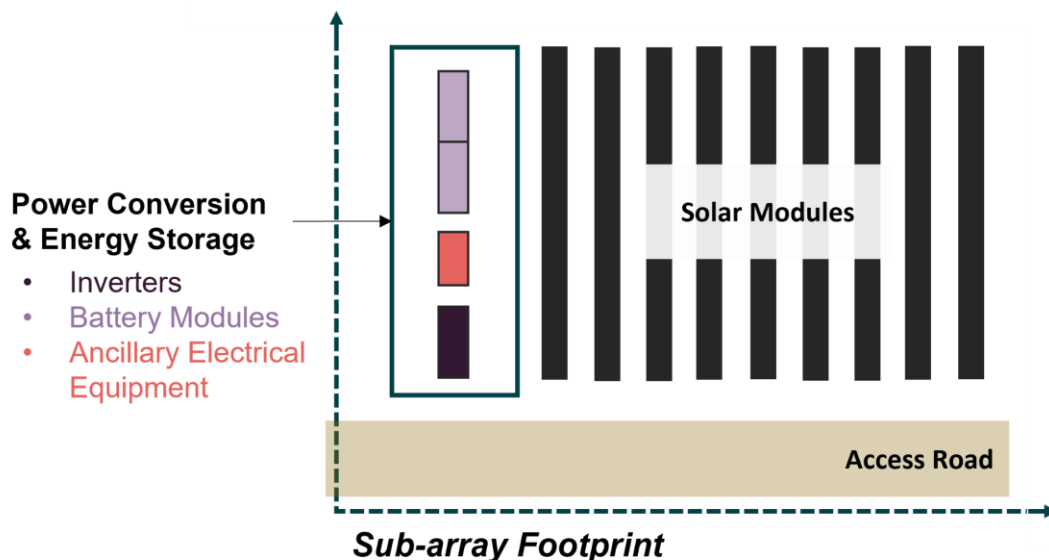 Power Conversion
& Energy Storage
• Inverters
• Battery Modules
• Ancillary Electrical
Equipment
Solar Modules
Access Road
Sub-array Footprint